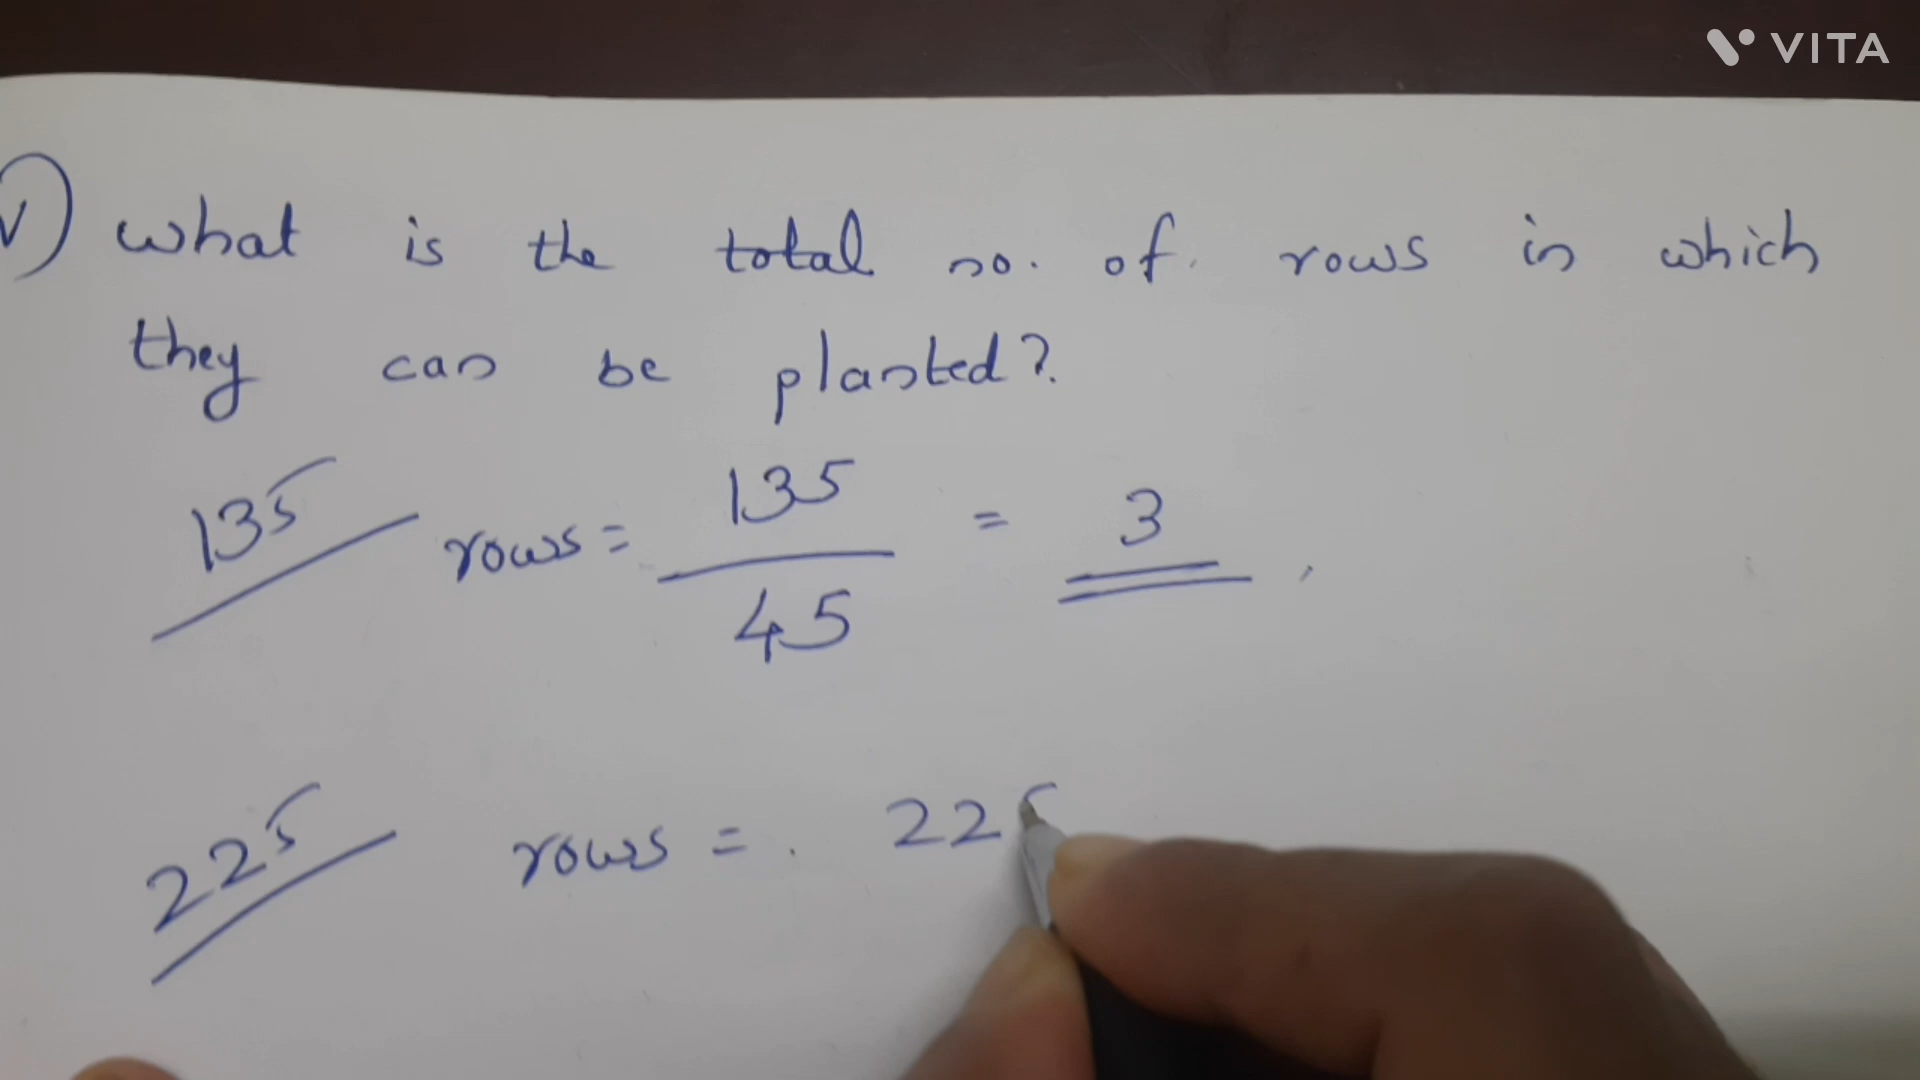 VITA
V) What is the total no. of rows in which
they can be planted?
135 rows = 135 / 45 = 3
225 rows = 225